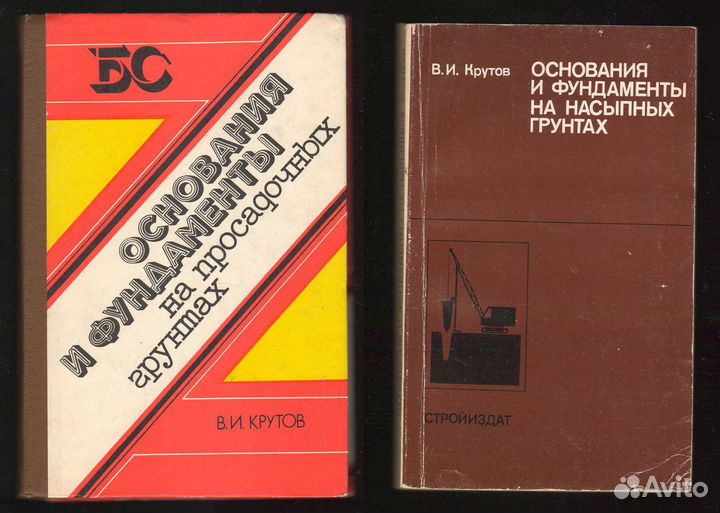 БС
ОСНОВАНИЯ
И ФУНДАМЕНТЫ
на просадочных
грунтах
В.И. КРУТОВ
В.И. Крутов
ОСНОВАНИЯ
И ФУНДАМЕНТЫ
НА НАСЫПНЫХ
ГРУНТАХ
СТРОЙИЗДАТ
Avito